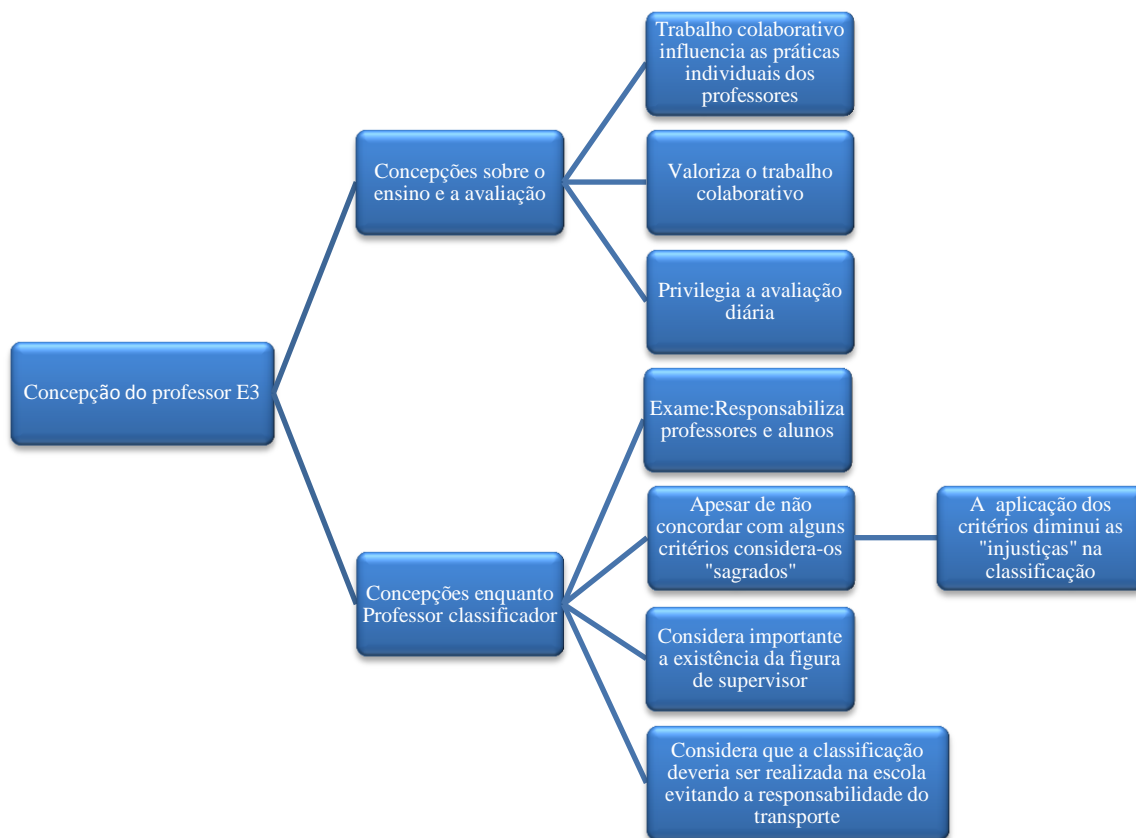 Concepção do professor E3
Concepções sobre o
ensino e a avaliação
Trabalho colaborativo
influencia as práticas
individuais dos
professores
Valoriza o trabalho
colaborativo
Privilegia a avaliação
diária
Concepções enquanto
Professor classificador
Exame:Responsabiliza
professores e alunos
Apesar de não
concordar com alguns
critérios considera-os
"sagrados"
A aplicação dos
critérios diminui as
"injustiças" na
classificação
Considera importante
a existência da figura
de supervisor
Considera que a classificação
deveria ser realizada na escola
evitando a responsabilidade do
transporte